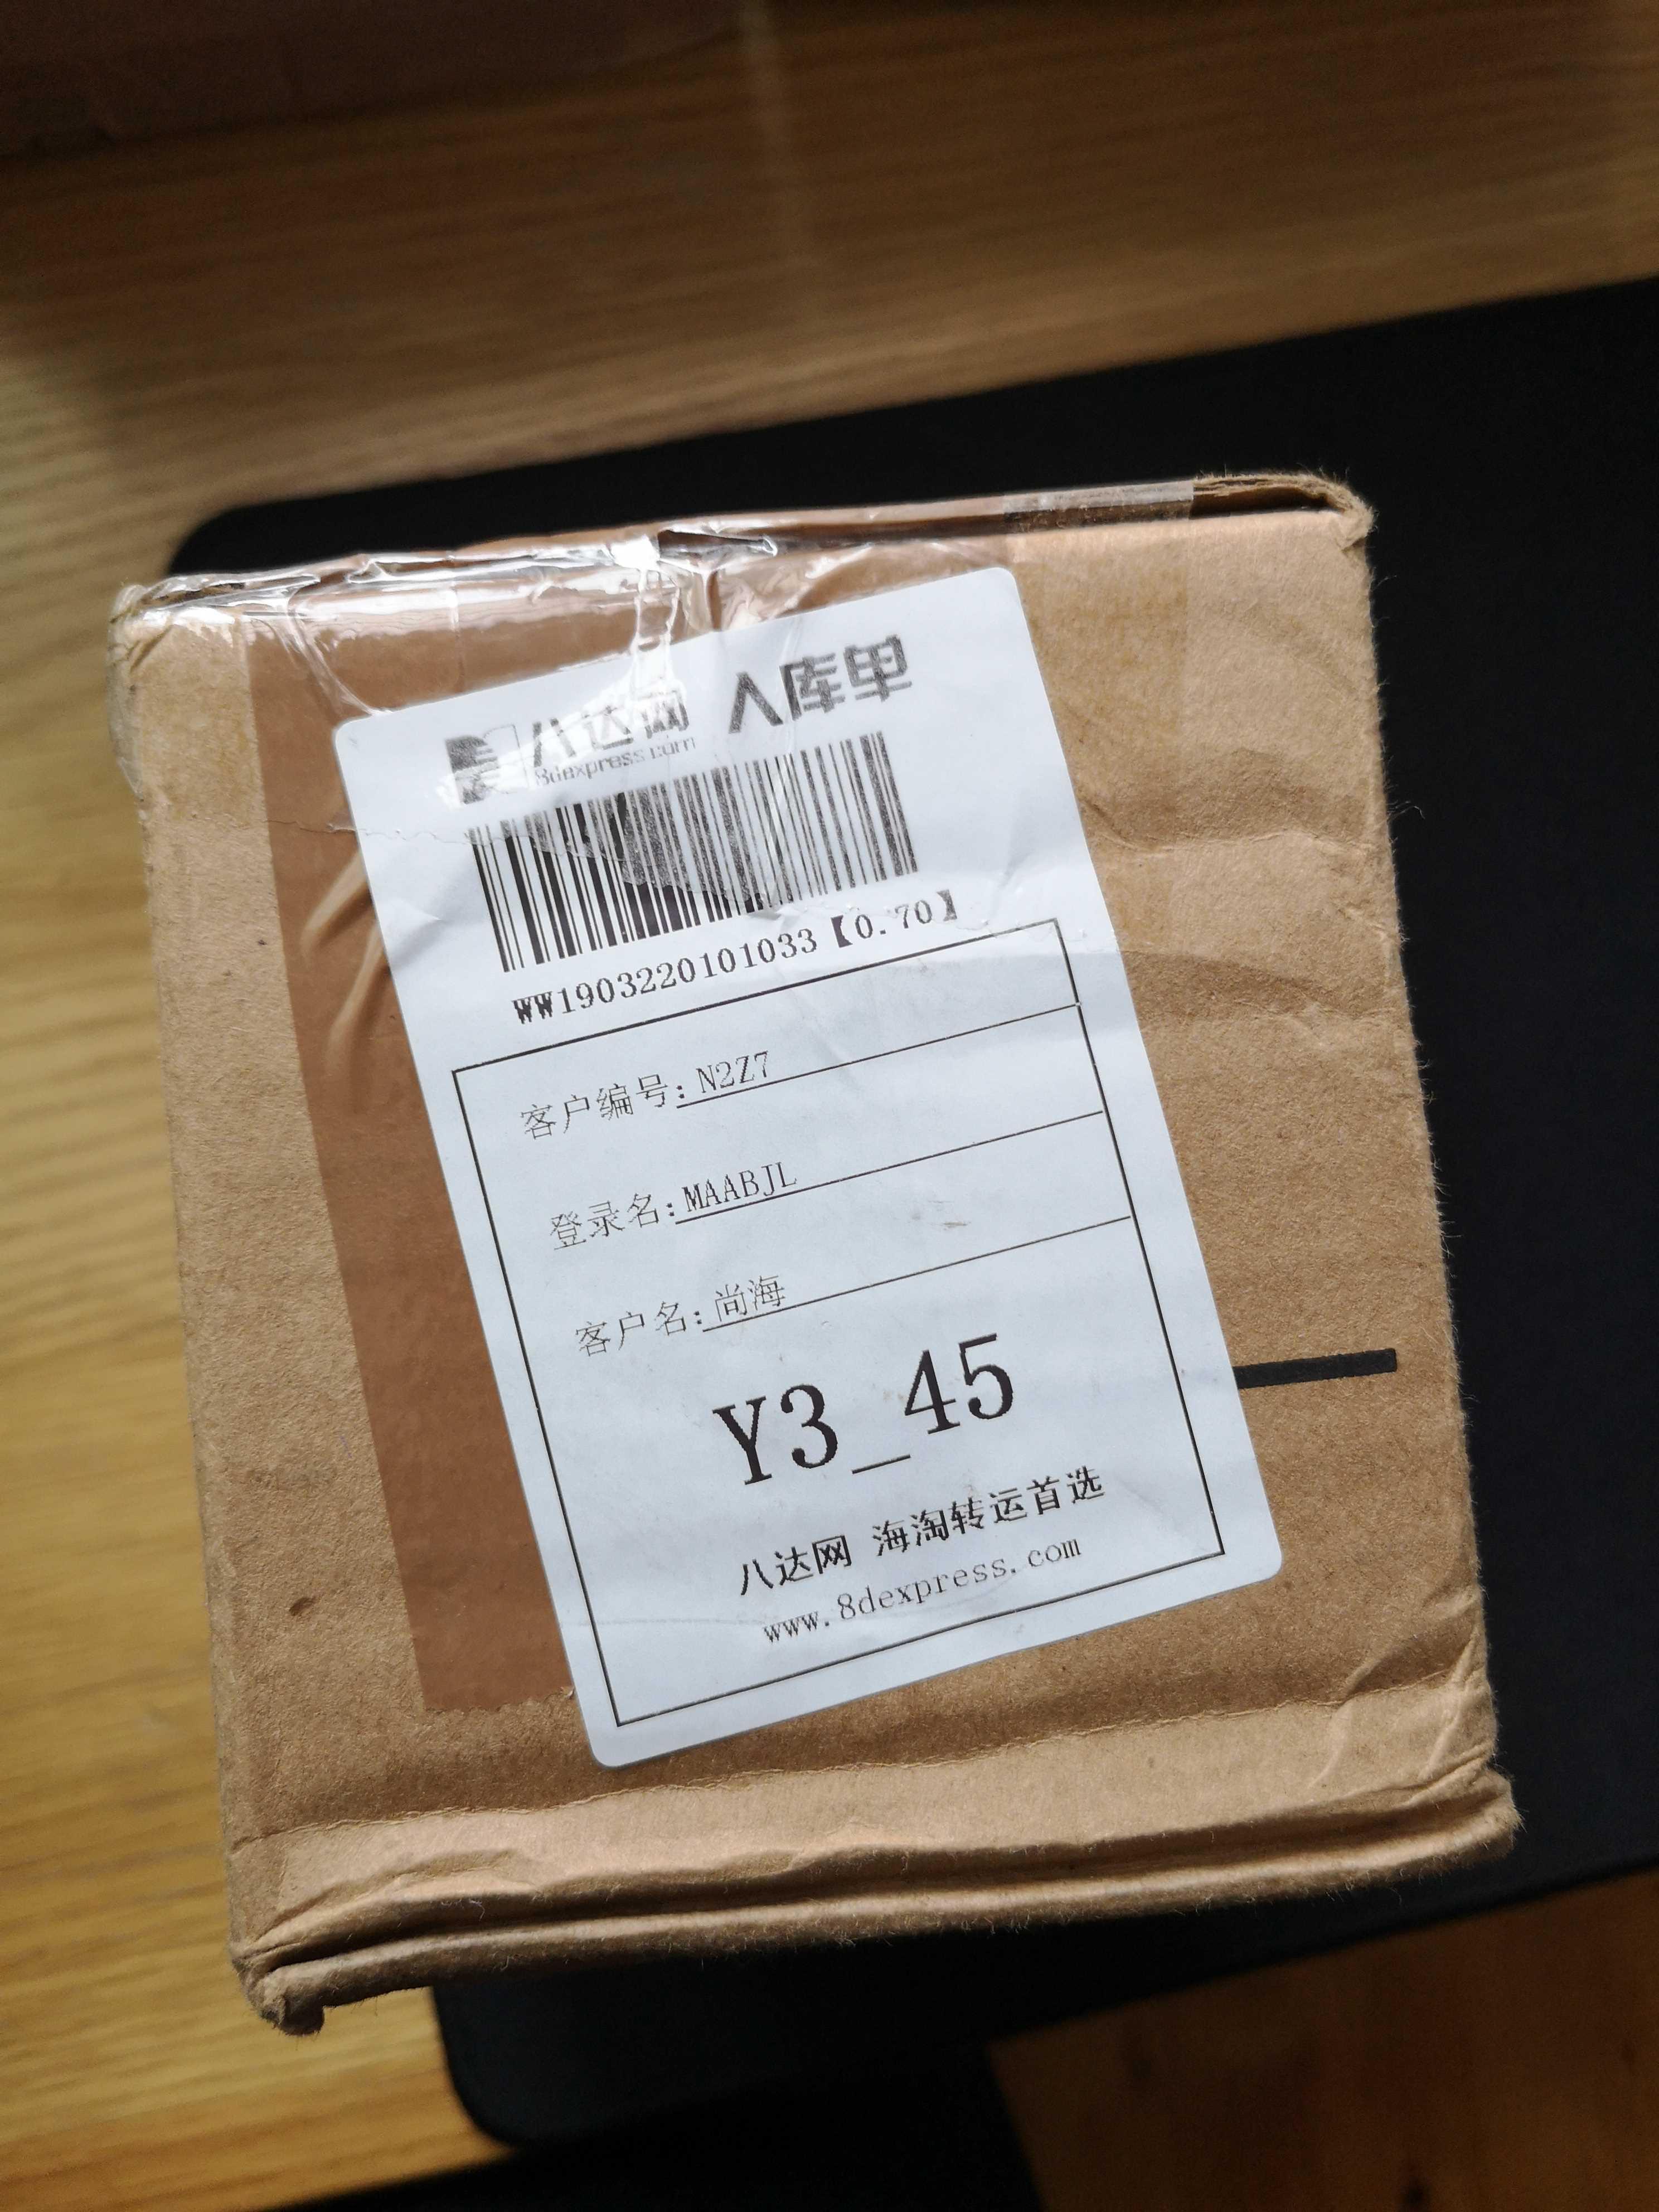 八达网 入库单
8dexpress.com
WW1903220101033【0.70】
客户编号: N2Z7
登录名: MAABJL
客户名: 尚海
Y3_45
八达网 海淘转运首选
www.8dexpress.com